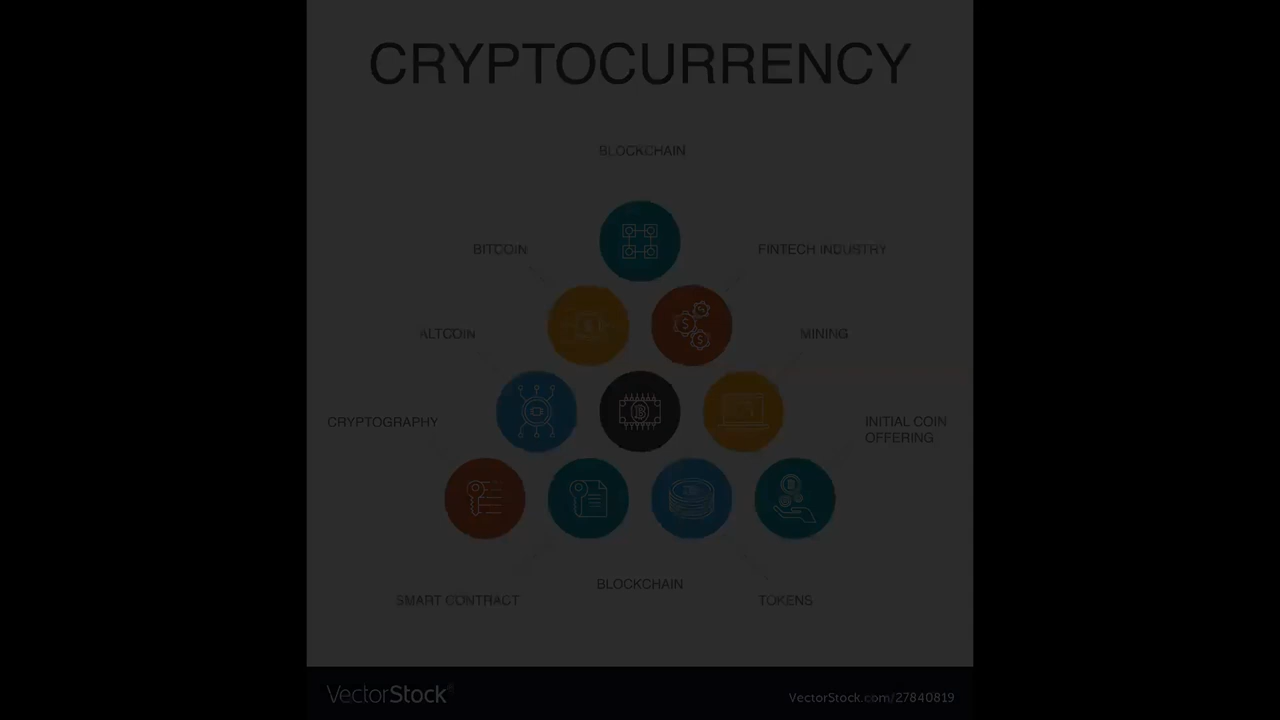 CRYPTOCURRENCY
BLOCKCHAIN
BITCOIN
FINTECH INDUSTRY
ALTCOIN
MINING
CRYPTOGRAPHY
INITIAL COIN
OFFERING
BLOCKCHAIN
SMART CONTRACT
TOKENS
VectorStock®
VectorStock.com/27840819